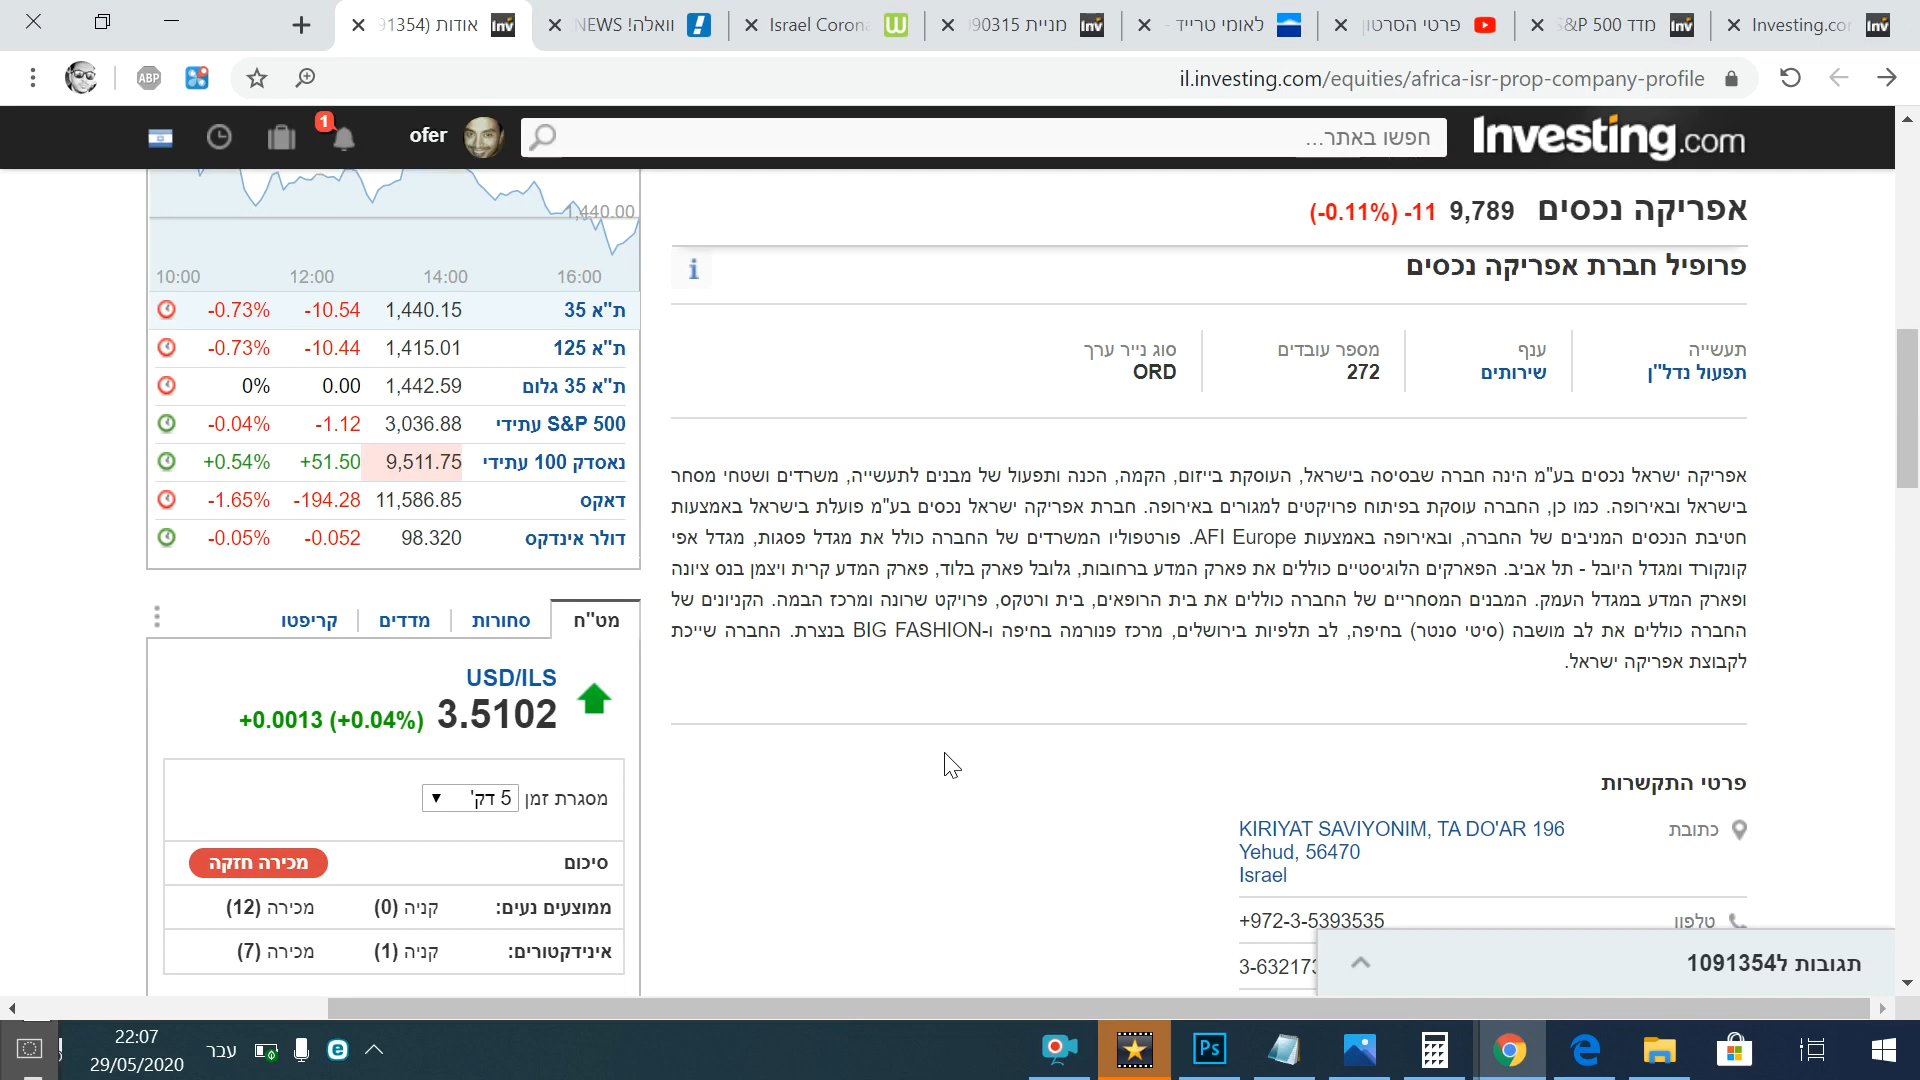 אודות (91354
וואלה! NEWS
Israel Corona
מניית 090315
לאומי טרייד -
פרטי הסרטון
מדד S&P 500
Investing.co
ABP
il.investing.com/equities/africa-isr-prop-company-profile
Investing.com
חפשו באתר...
ofer
1
אפריקה נכסים 9,789 -11 (-0.11%)
פרופיל חברת אפריקה נכסים
i
תעשייה
תפעול נדל"ן
ענף
שירותים
מספר עובדים
272
סוג נייר ערך
ORD
אפריקה ישראל נכסים בע"מ הינה חברה שבסיסה בישראל, העוסקת בייזום, הקמה, הכנה ותפעול של מבנים לתעשייה, משרדים ושטחי מסחר
בישראל ובאירופה. כמו כן, החברה עוסקת בפיתוח פרויקטים למגורים באירופה. חברת אפריקה ישראל נכסים בע"מ פועלת בישראל באמצעות
חטיבת הנכסים המניבים של החברה, ובאירופה באמצעות AFI Europe. פורטפוליו המשרדים של החברה כולל את מגדל פסגות, מגדל אפי
קונקורד ומגדל היובל - תל אביב. הפארקים הלוגיסטיים כוללים את פארק המדע ברחובות, גלובל פארק בלוד, פארק המדע קרית ויצמן בנס ציונה
ופארק המדע במגדל העמק. המבנים המסחריים של החברה כוללים את בית הרופאים, בית ורטקס, פרויקט שרונה ומרכז הבמה. הקניונים של
החברה כוללים את לב מושבה (סיטי סנטר) בחיפה, לב תלפיות בירושלים, מרכז פנורמה בחיפה ו-BIG FASHION בנצרת. החברה שייכת
לקבוצת אפריקה ישראל.
פרטי התקשרות
כתובת
KIRIYAT SAVIYONIM, TA DO'AR 196
Yehud, 56470
Israel
טלפון
+972-3-5393535
3-632173
תגובות ל1091354
1,440.00
10:00 12:00 14:00 16:00
ת"א 35 1,440.15 -10.54 -0.73%
ת"א 125 1,415.01 -10.44 -0.73%
ת"א 35 גלום 1,442.59 0.00 0%
S&P 500 עתידי 3,036.88 -1.12 -0.04%
נאסדק 100 עתידי 9,511.75 +51.50 +0.54%
דאקס 11,586.85 -194.28 -1.65%
דולר אינדקס 98.320 -0.052 -0.05%
מט"ח
סחורות
מדדים
קריפטו
USD/ILS
3.5102 +0.0013 (+0.04%)
מסגרת זמן 5 דק'
סיכום מכירה חזקה
ממוצעים נעים: קניה (0) מכירה (12)
אינידקטורים: קניה (1) מכירה (7)
עבר
22:07
29/05/2020
Ps